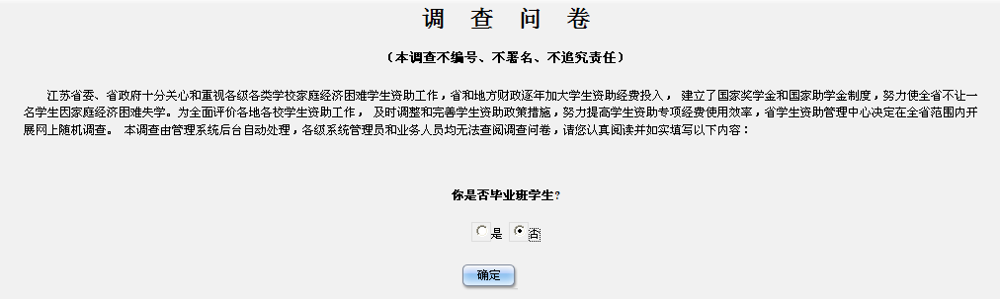 调 查 问 卷
（本调查不编号、不署名、不追究责任）
江苏省委、省政府十分关心和重视各级各类学校家庭经济困难学生资助工作，省和地方财政逐年加大学生资助经费投入， 建立了国家奖学金和国家助学金制度，努力使全省不让一
名学生因家庭经济困难失学。为全面评价各地各校学生资助工作， 及时调整和完善学生资助政策措施，努力提高学生资助专项经费使用效率，省学生资助管理中心决定在全省范围内开
展网上随机调查。 本调查由管理系统后台自动处理，各级系统管理员和业务人员均无法查阅调查问卷，请您认真阅读并如实填写以下内容：
你是否毕业班学生?
是 否
确定